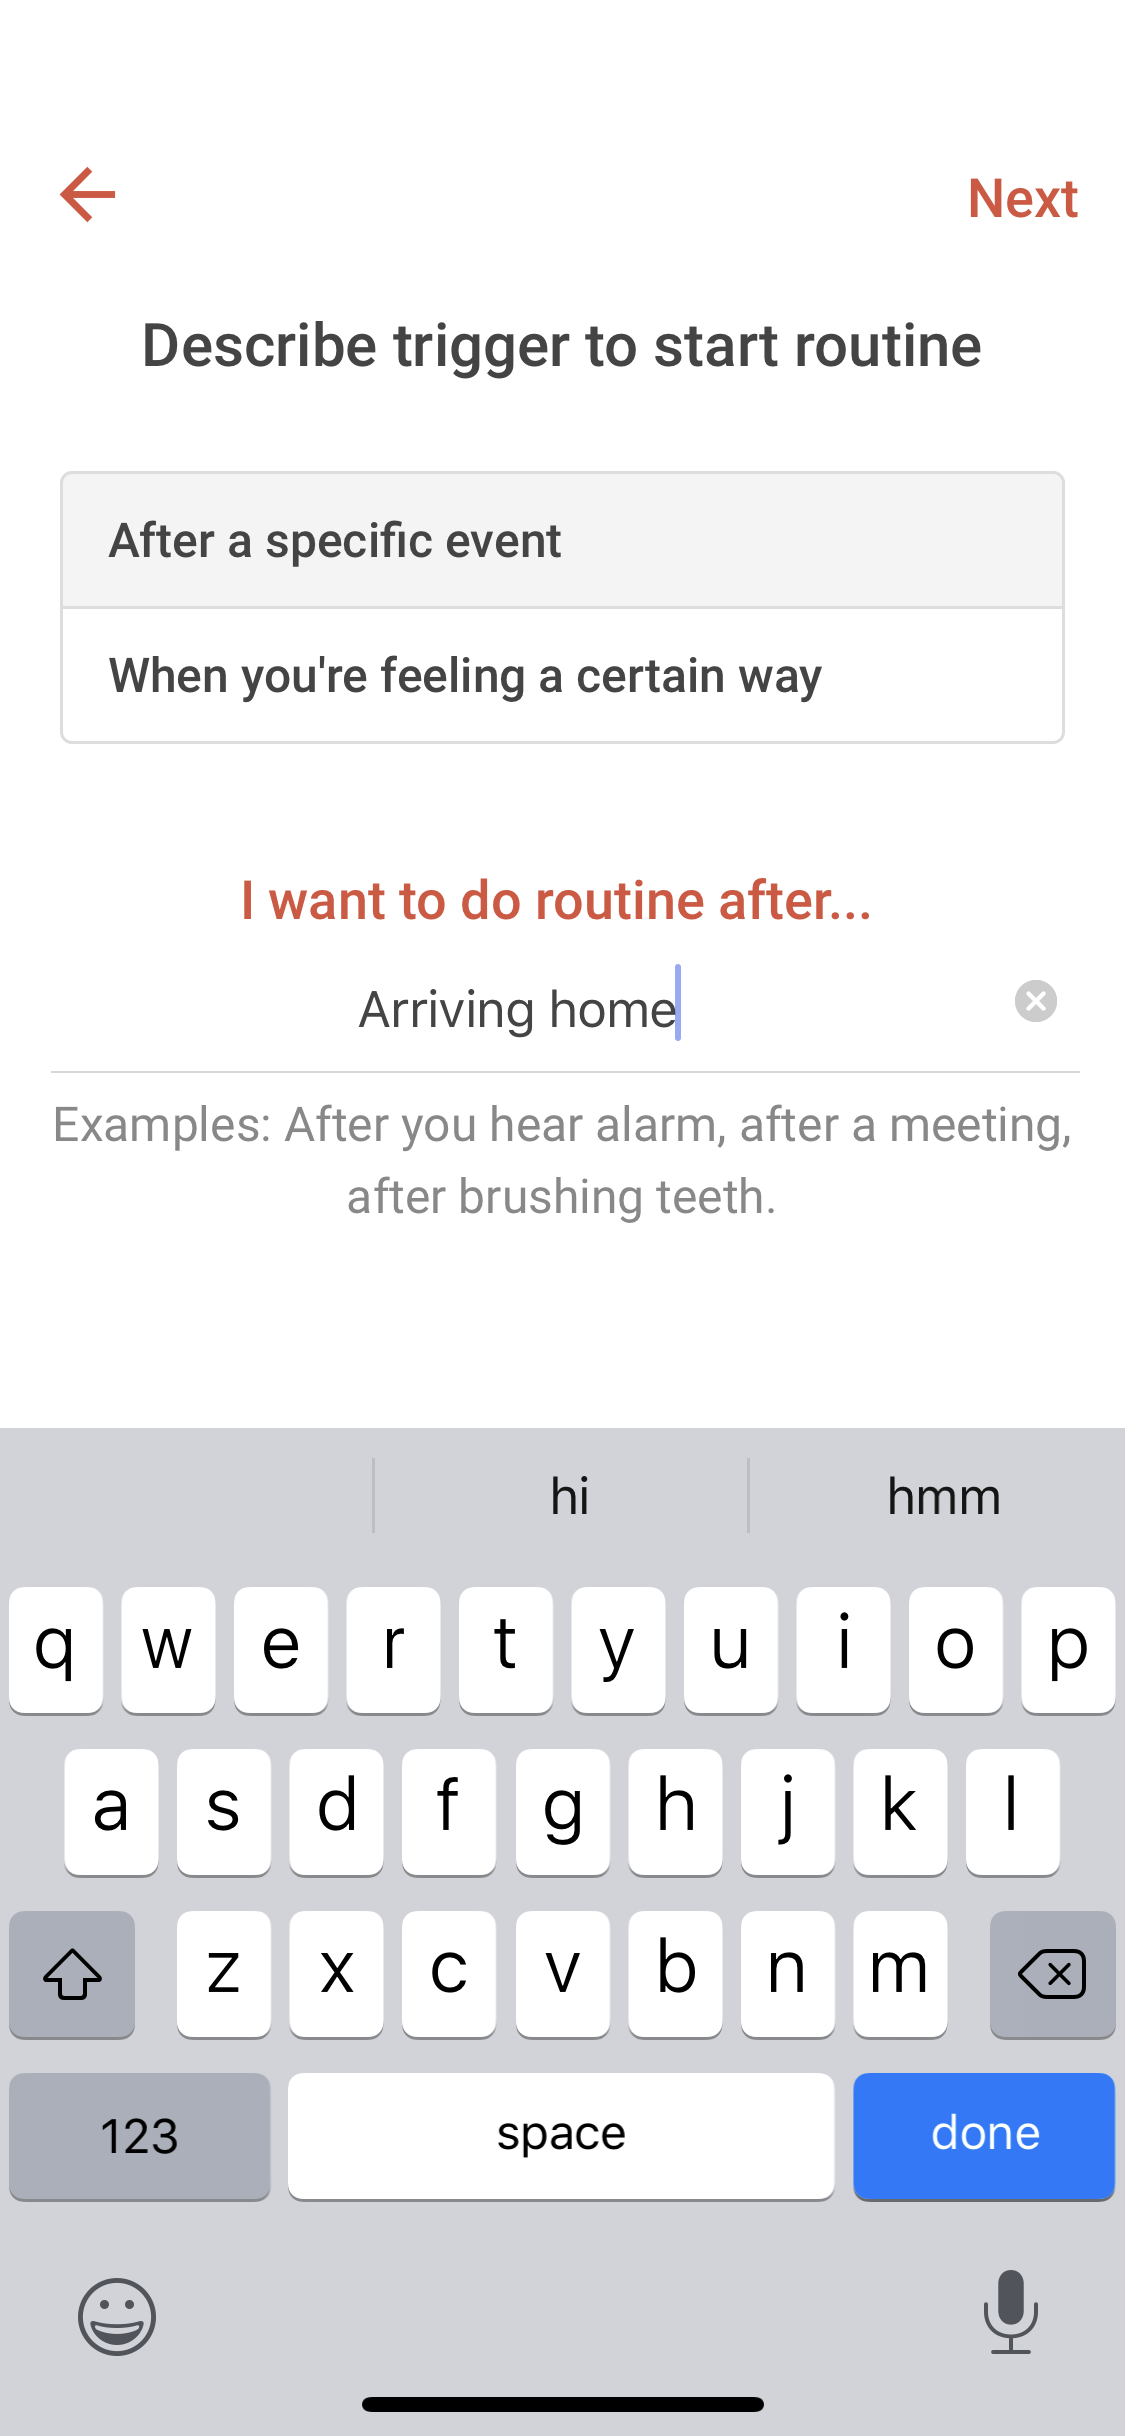 Next
Describe trigger to start routine
After a specific event
When you're feeling a certain way
I want to do routine after...
Arriving home
Examples: After you hear alarm, after a meeting,
after brushing teeth.
hi hmm
q w e r t y u i o p
a s d f g h j k l
z x c v b n m
123 space done